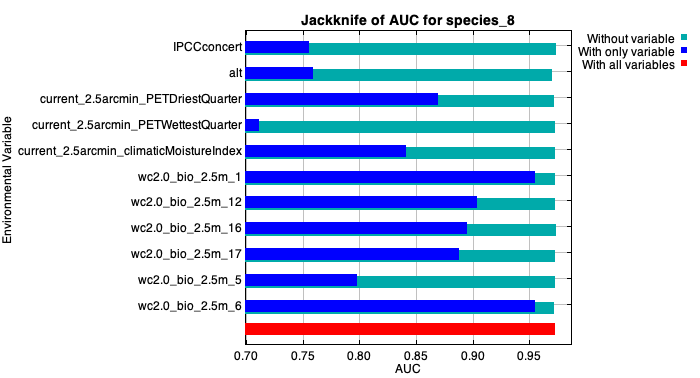 Jackknife of AUC for species_8
Without variable
With only variable
With all variables
Environmental Variable
IPCCconcert
alt
current_2.5arcmin_PETDriestQuarter
current_2.5arcmin_PETWettestQuarter
current_2.5arcmin_climaticMoistureIndex
wc2.0_bio_2.5m_1
wc2.0_bio_2.5m_12
wc2.0_bio_2.5m_16
wc2.0_bio_2.5m_17
wc2.0_bio_2.5m_5
wc2.0_bio_2.5m_6
0.70 0.75 0.80 0.85 0.90 0.95
AUC